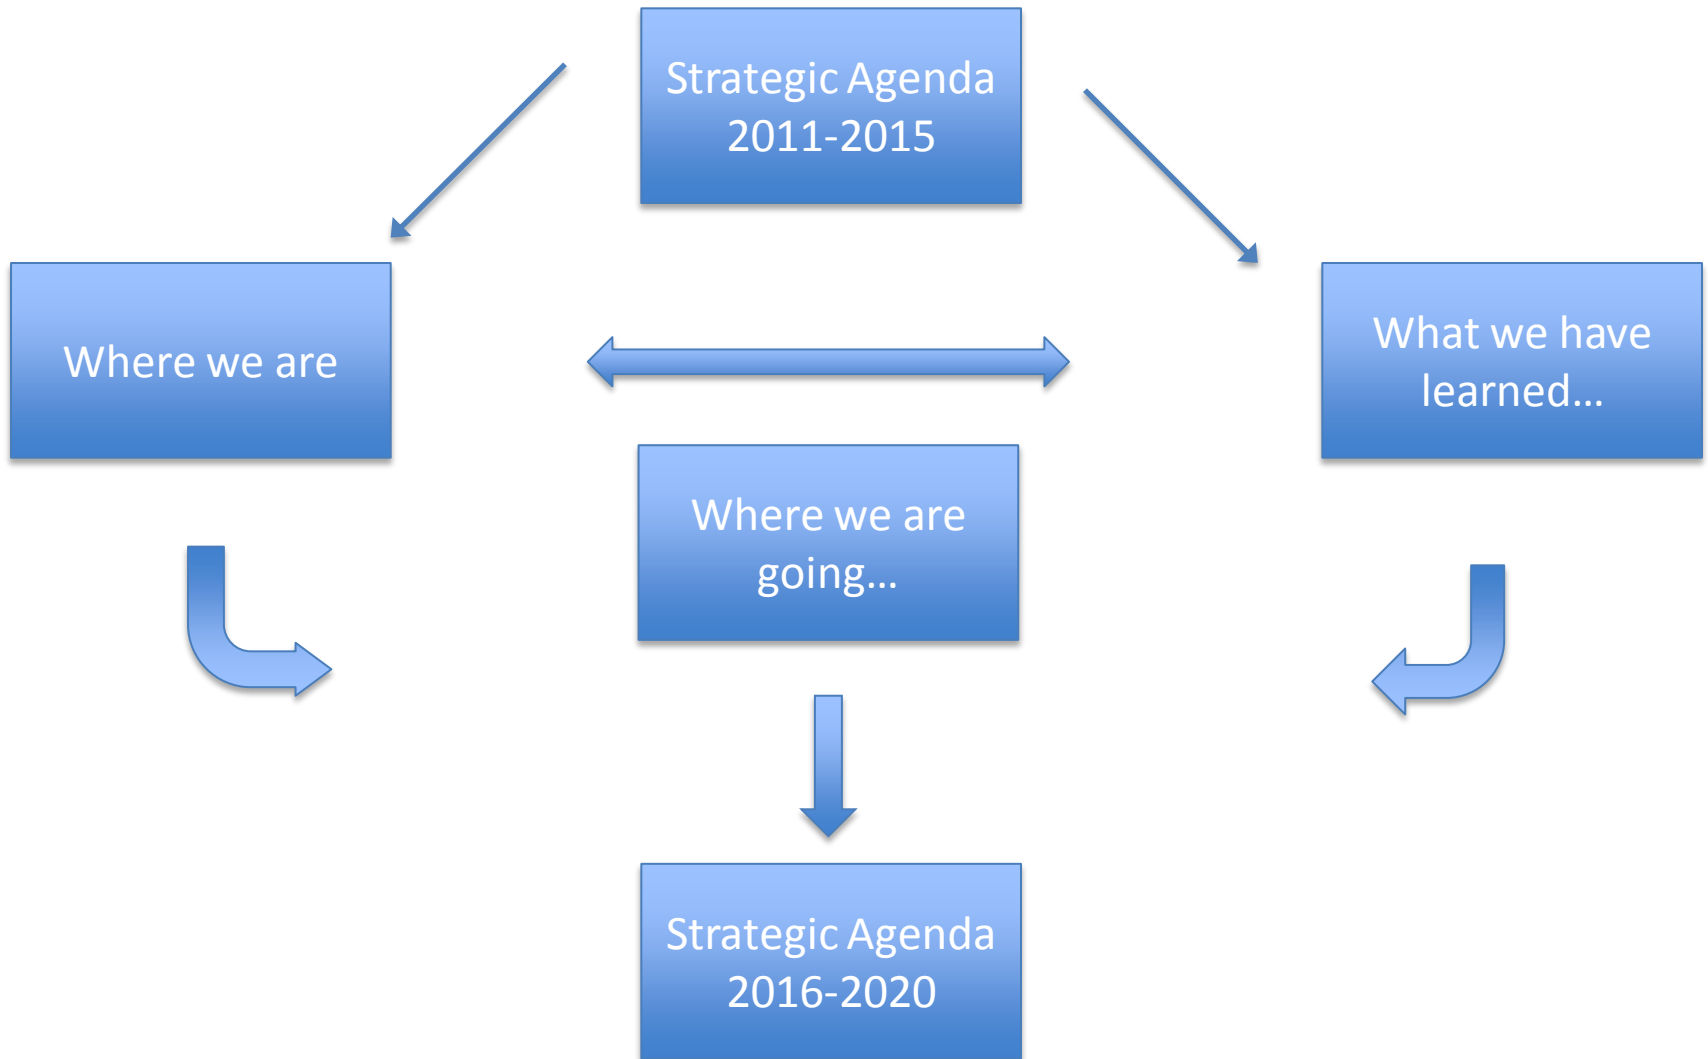 Strategic Agenda
2011-2015
Where we are
What we have
learned...
Where we are
going...
Strategic Agenda
2016-2020